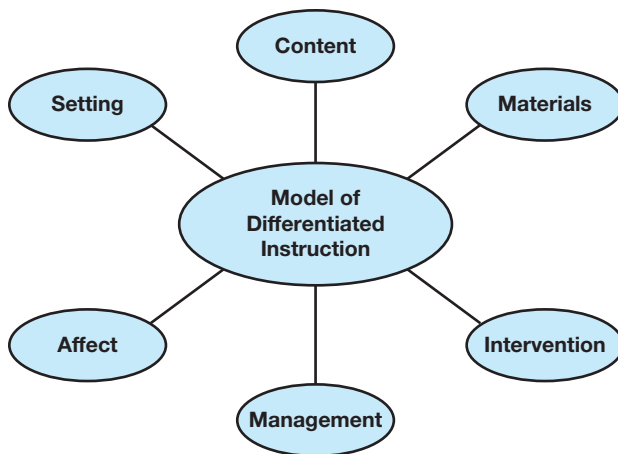 Content
Setting
Materials
Model of
Differentiated
Instruction
Affect
Intervention
Management